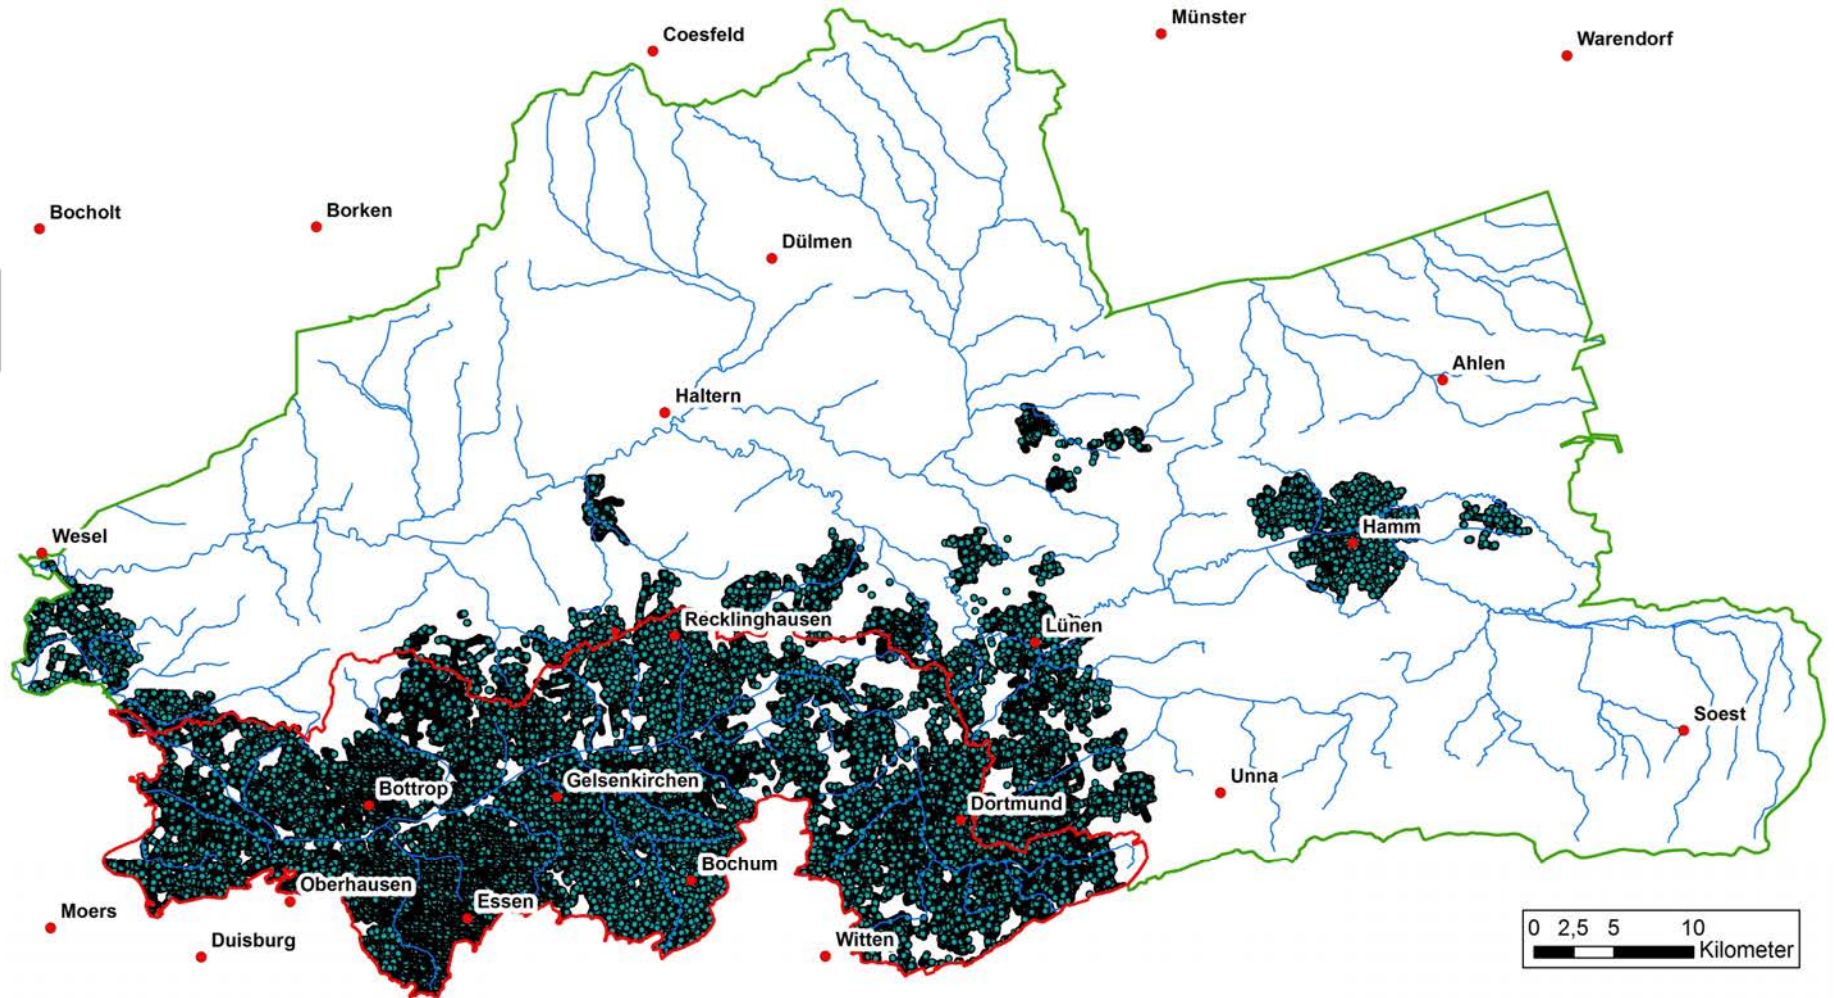 Münster
Coesfeld
Warendorf
Bocholt
Borken
Dülmen
Ahlen
Haltern
Hamm
Wesel
Recklinghausen
Lünen
Soest
Unna
Gelsenkirchen
Bottrop
Dortmund
Bochum
Oberhausen
Essen
Moers
Duisburg
Witten
0 2,5 5 10
Kilometer